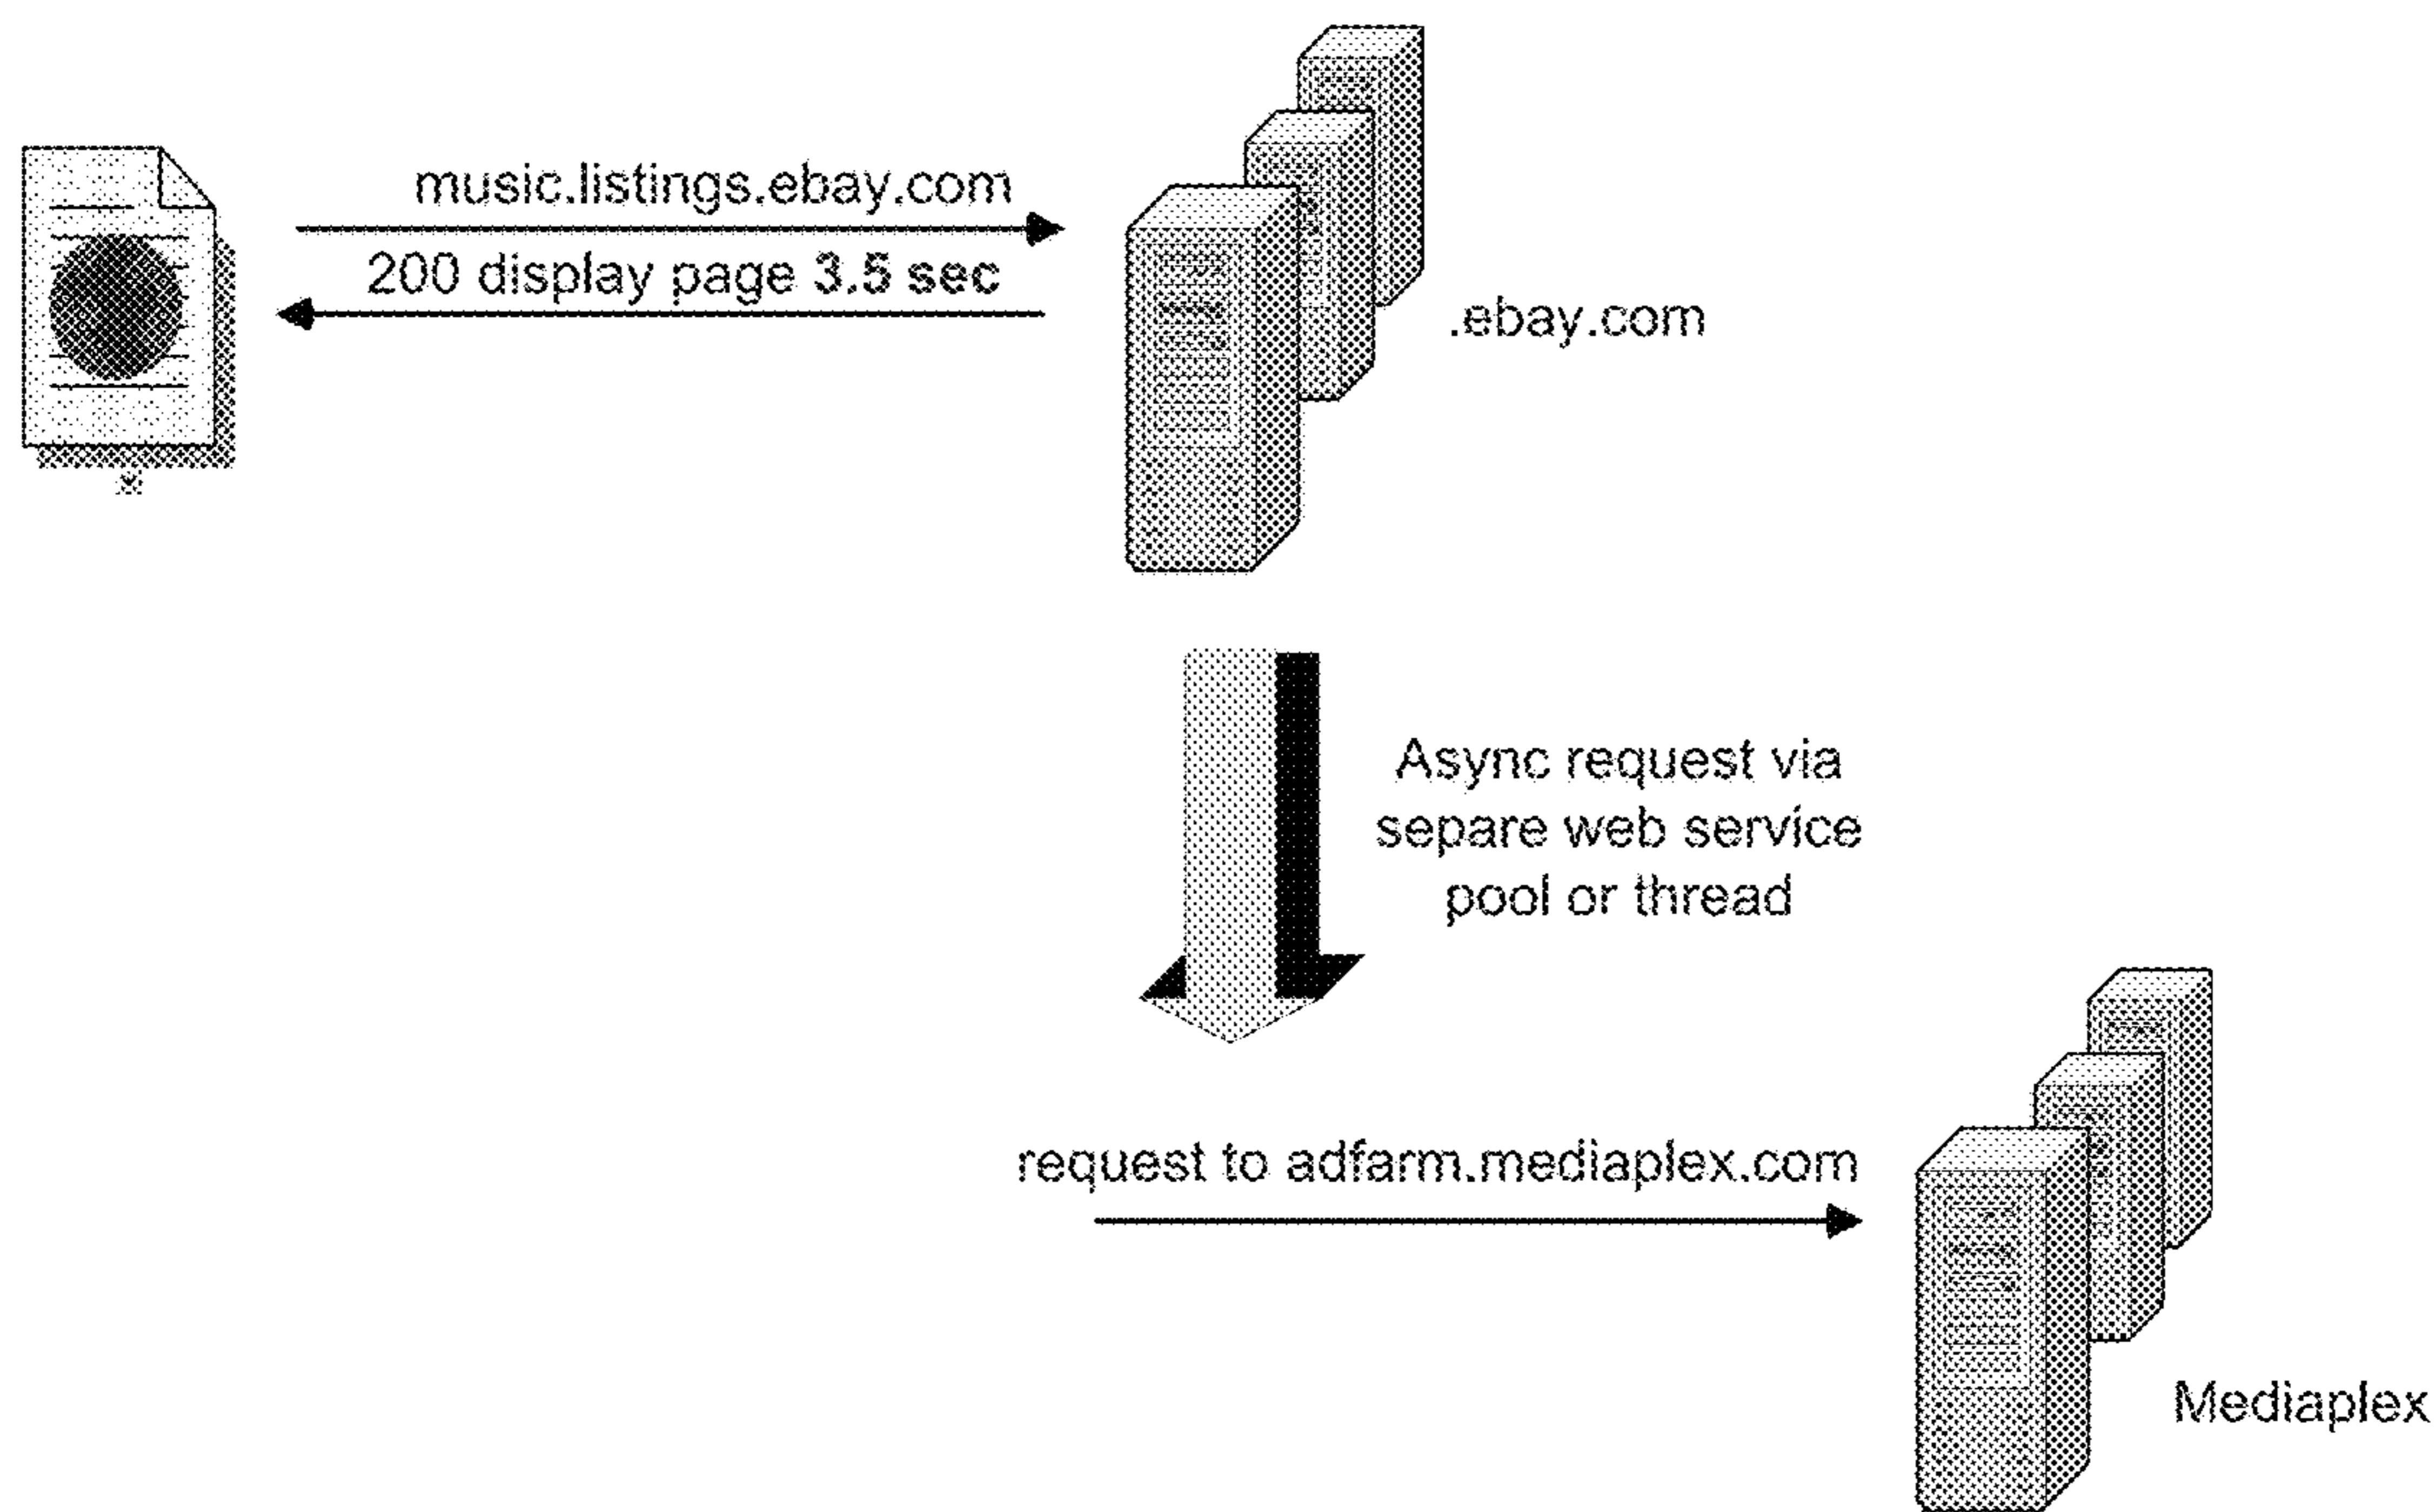 music.listings.ebay.com
200 display page 3.5 sec
.ebay.com
Async request via
separe web service
pool or thread
request to adfarm.mediaplex.com
Mediaplex